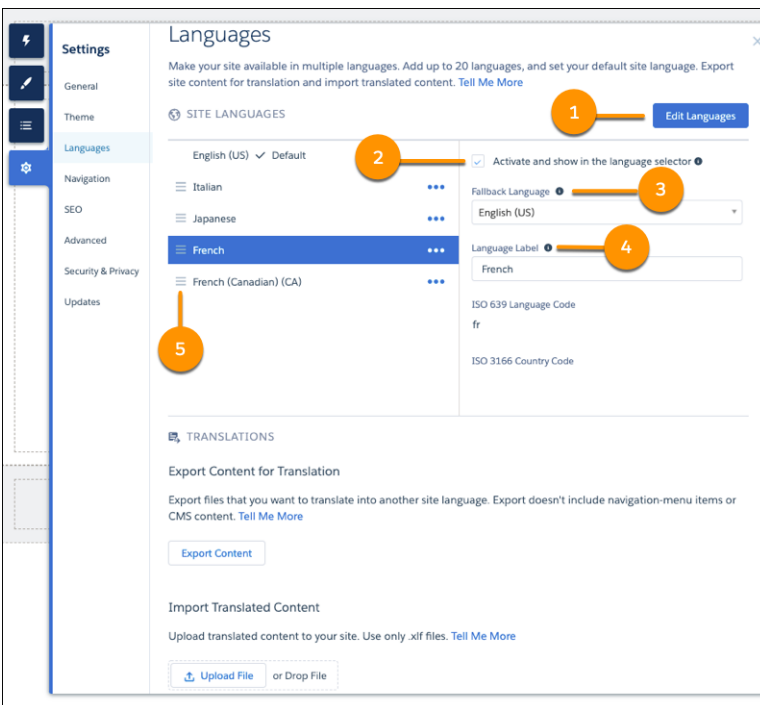 Settings
General
Theme
Languages
Navigation
SEO
Advanced
Security & Privacy
Updates
Languages
Make your site available in multiple languages. Add up to 20 languages, and set your default site language. Export
site content for translation and import translated content. Tell Me More
SITE LANGUAGES
1
Edit Languages
English (US) ✓ Default
Italian
Japanese
French
French (Canadian) (CA)
5
2
Activate and show in the language selector
Fallback Language
3
English (US)
Language Label
4
French
ISO 639 Language Code
fr
ISO 3166 Country Code
TRANSLATIONS
Export Content for Translation
Export files that you want to translate into another site language. Export doesn't include navigation-menu items or
CMS content. Tell Me More
Export Content
Import Translated Content
Upload translated content to your site. Use only .xlf files. Tell Me More
Upload File or Drop File